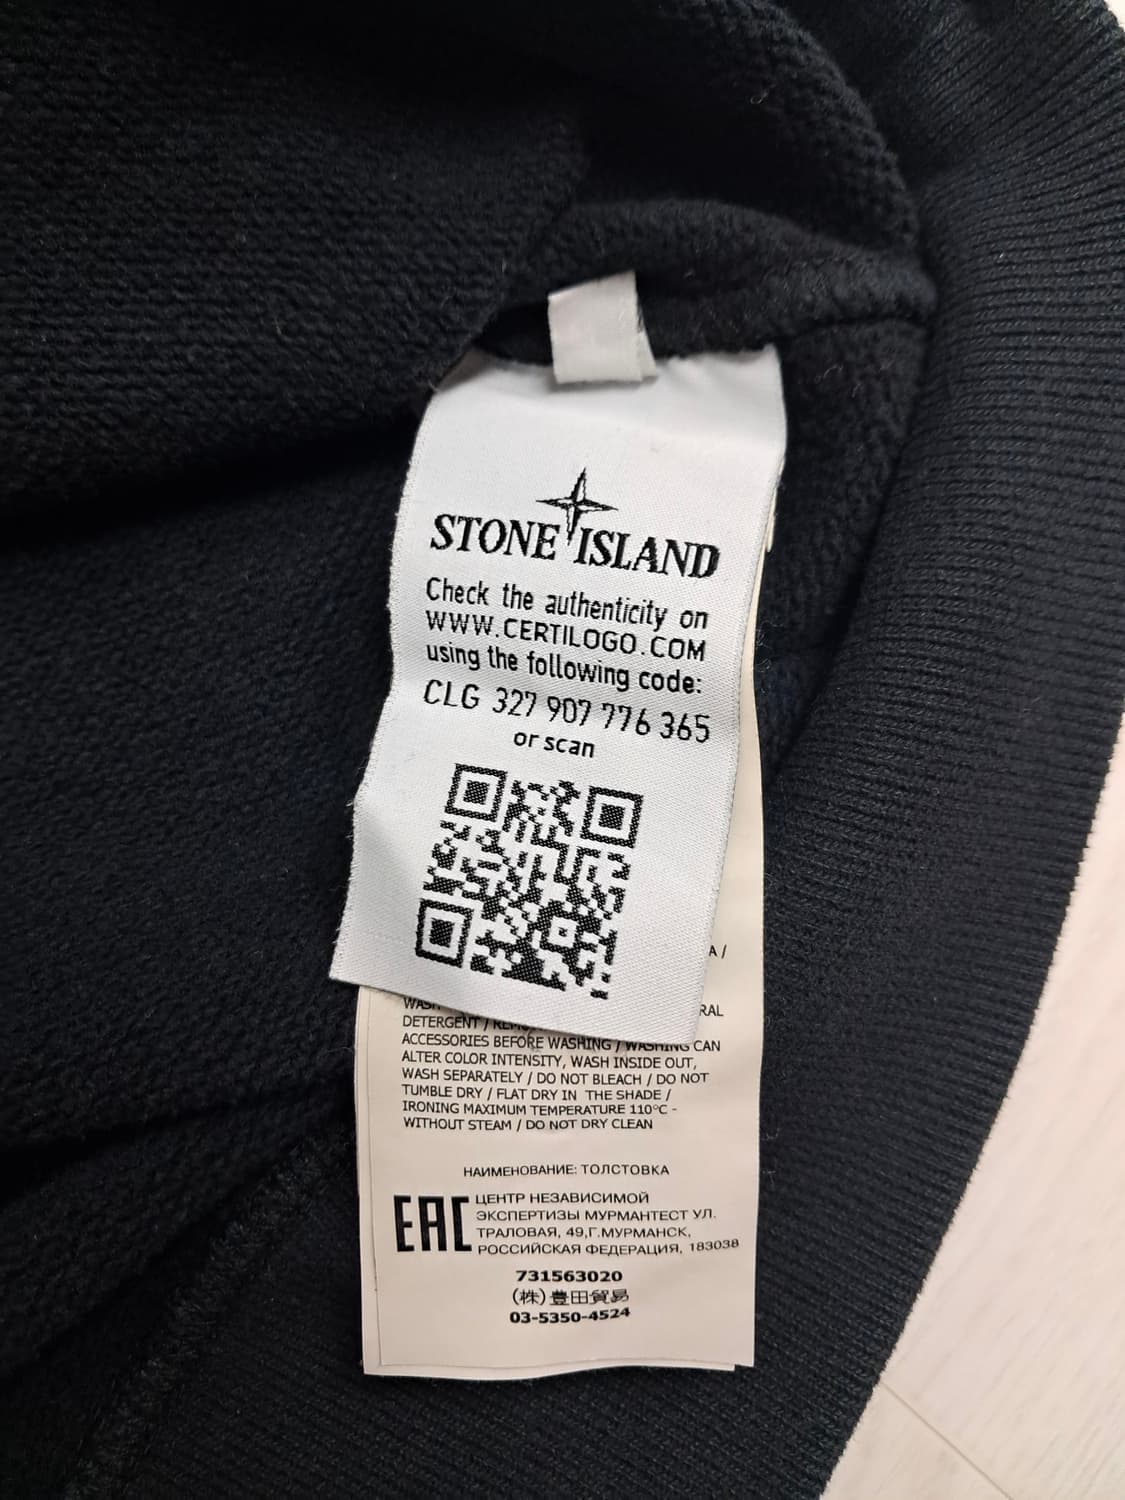 STONE ISLAND
Check the authenticity on
WWW.CERTILOGO.COM
using the following code:
CLG 327 907 776 365
or scan
A /
WASH
RAL
DETERGENT /
ACCESSORIES BEFORE WASHING / WASHING CAN
ALTER COLOR INTENSITY, WASH INSIDE OUT,
WASH SEPARATELY / DO NOT BLEACH / DO NOT
TUMBLE DRY / FLAT DRY IN THE SHADE /
IRONING MAXIMUM TEMPERATURE 110°C -
WITHOUT STEAM / DO NOT DRY CLEAN
НАИМЕНОВАНИЕ: ТОЛСТОВКА
EAC
ЦЕНТР НЕЗАВИСИМОЙ
ЭКСПЕРТИЗЫ МУРМАНТЕСТ УЛ.
ТРАЛОВАЯ, 49,Г.МУРМАНСК,
РОССИЙСКАЯ ФЕДЕРАЦИЯ, 183038
731563020
(株)豊田貿易
03-5350-4524